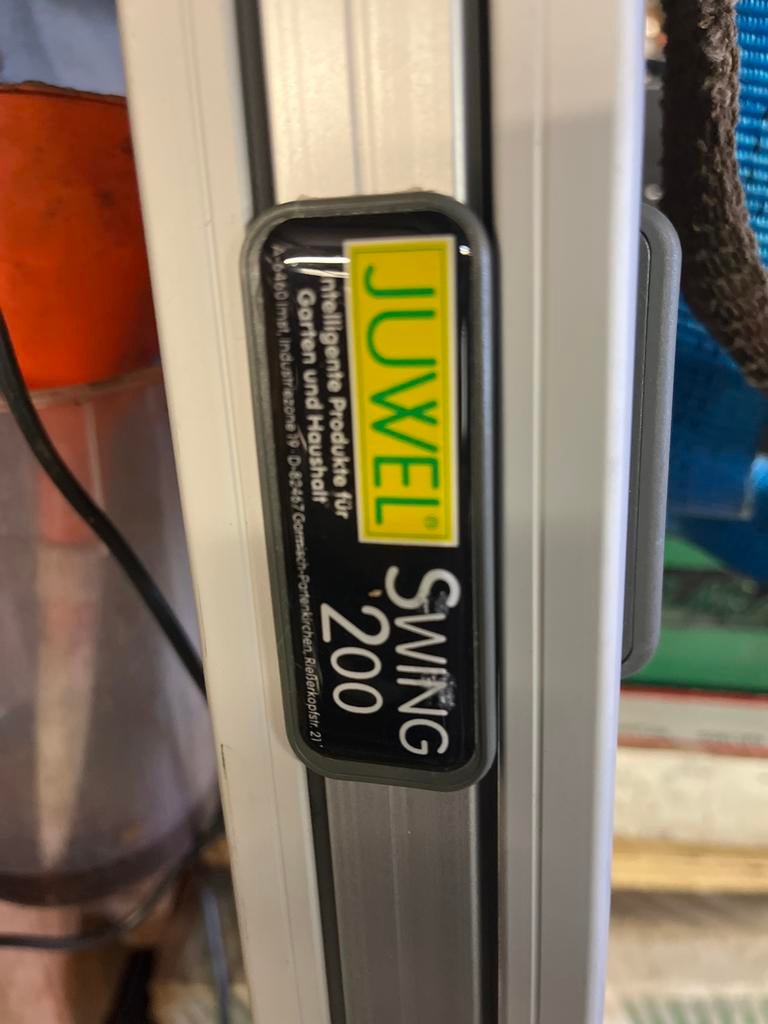 JUWEL®
Intelligente Produkte für
Garten und Haushalt
A-6460 Imst, Industriezone 19 · D-82467 Garmisch-Partenkirchen, Rießerkopfstr. 21
SWING
200